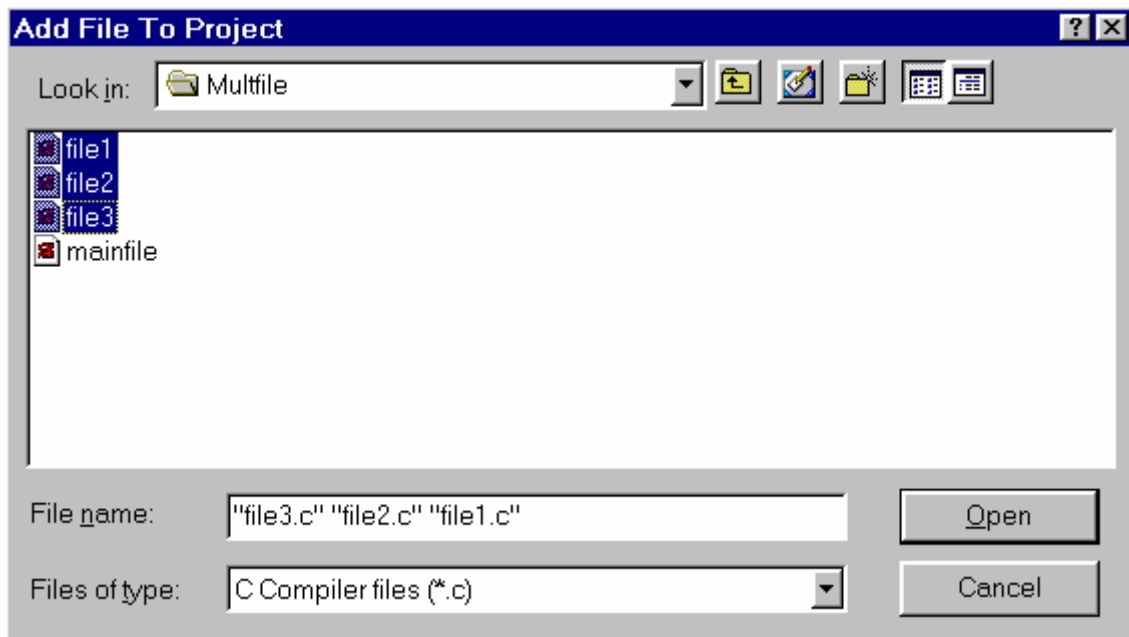 Add File To Project
Look in: Multfile
file1
file2
file3
mainfile
File name: "file3.c" "file2.c" "file1.c" Open
Files of type: C Compiler files (*.c) Cancel